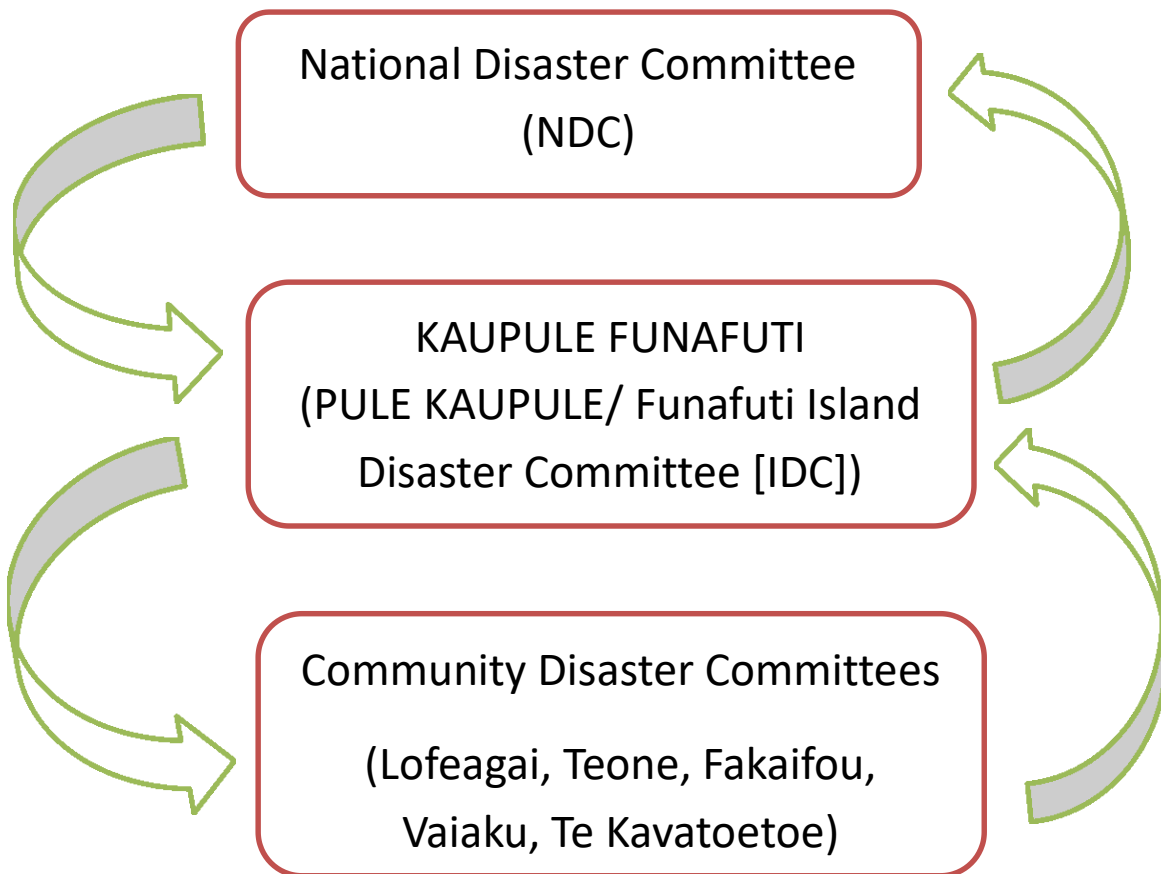 National Disaster Committee
(NDC)
KAUPULE FUNAFUTI
(PULE KAUPULE/ Funafuti Island
Disaster Committee [IDC])
Community Disaster Committees
(Lofeagai, Teone, Fakaifou,
Vaiaku, Te Kavatoetoe)